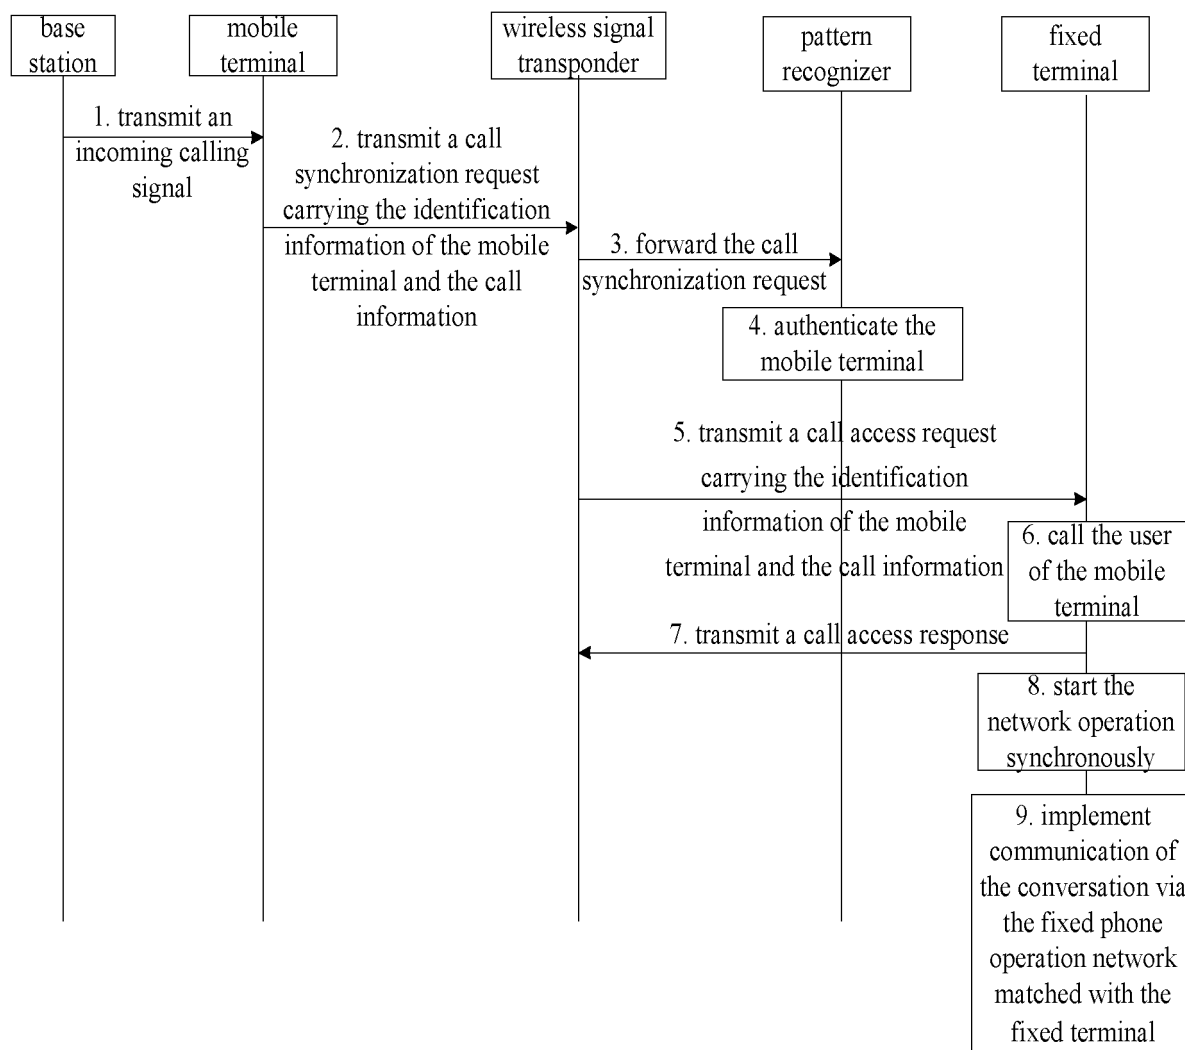 base
station
mobile
terminal
wireless signal
transponder
pattern
recognizer
fixed
terminal
1. transmit an
incoming calling
signal
2. transmit a call
synchronization request
carrying the identification
information of the mobile
terminal and the call
information
3. forward the call
synchronization request
4. authenticate the
mobile terminal
5. transmit a call access request
carrying the identification
information of the mobile
terminal and the call information
6. call the user
of the mobile
terminal
7. transmit a call access response
8. start the
network operation
synchronously
9. implement
communication of
the conversation via
the fixed phone
operation network
matched with the
fixed terminal